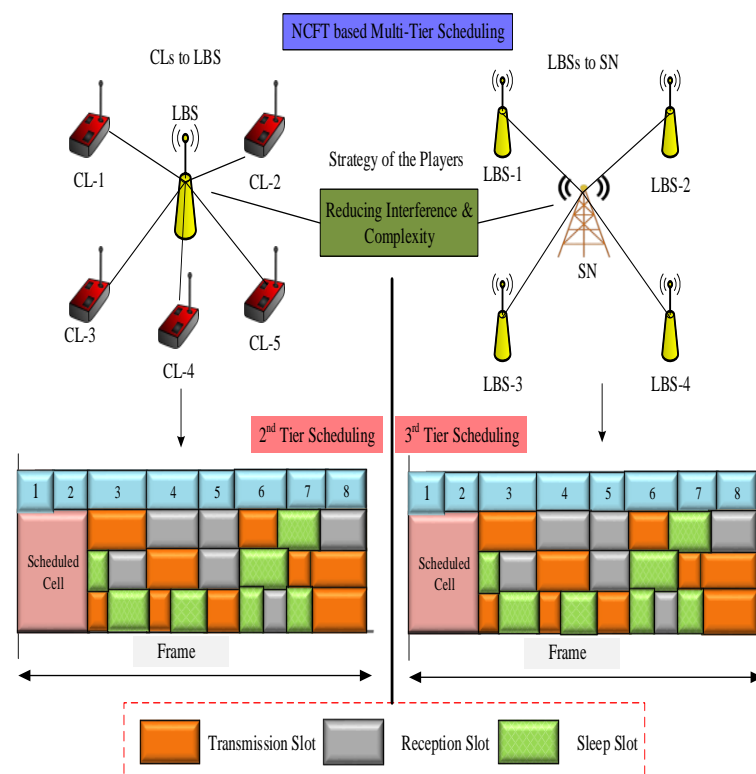 NCFT based Multi-Tier Scheduling
CLs to LBS
LBSs to SN
LBS
CL-1
CL-2
CL-3
CL-4
CL-5
Strategy of the Players
Reducing Interference &
Complexity
LBS-1
LBS-2
SN
LBS-3
LBS-4
2nd Tier Scheduling
3rd Tier Scheduling
1 2 3 4 5 6 7 8
Scheduled
Cell
Frame
1 2 3 4 5 6 7 8
Scheduled
Cell
Frame
Transmission Slot
Reception Slot
Sleep Slot